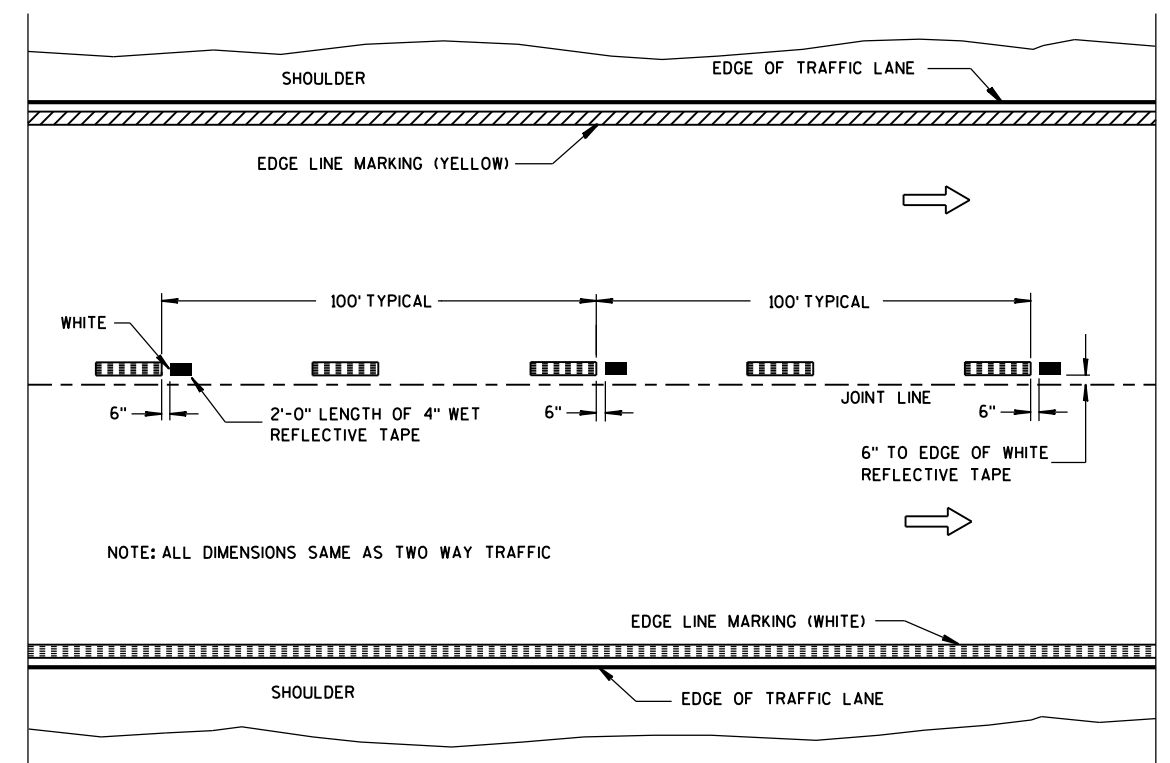 SHOULDER
EDGE OF TRAFFIC LANE
EDGE LINE MARKING (YELLOW)
100' TYPICAL
100' TYPICAL
WHITE
JOINT LINE
6"
2'-0" LENGTH OF 4" WET
REFLECTIVE TAPE
6"
6"
6" TO EDGE OF WHITE
REFLECTIVE TAPE
NOTE: ALL DIMENSIONS SAME AS TWO WAY TRAFFIC
EDGE LINE MARKING (WHITE)
SHOULDER
EDGE OF TRAFFIC LANE